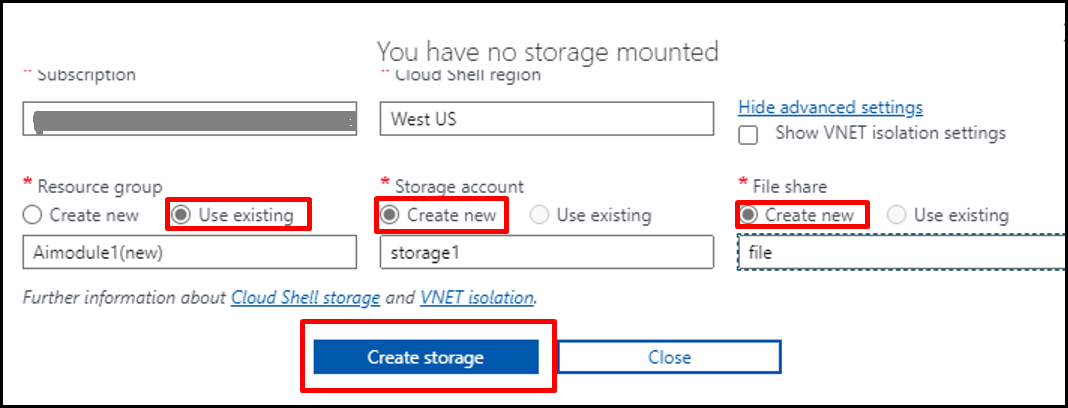 You have no storage mounted
* Subscription
* Cloud Shell region
West US
Hide advanced settings
Show VNET isolation settings
* Resource group
Create new Use existing
Aimodule1(new)
* Storage account
Create new Use existing
storage1
* File share
Create new Use existing
file
Further information about Cloud Shell storage and VNET isolation.
Create storage Close